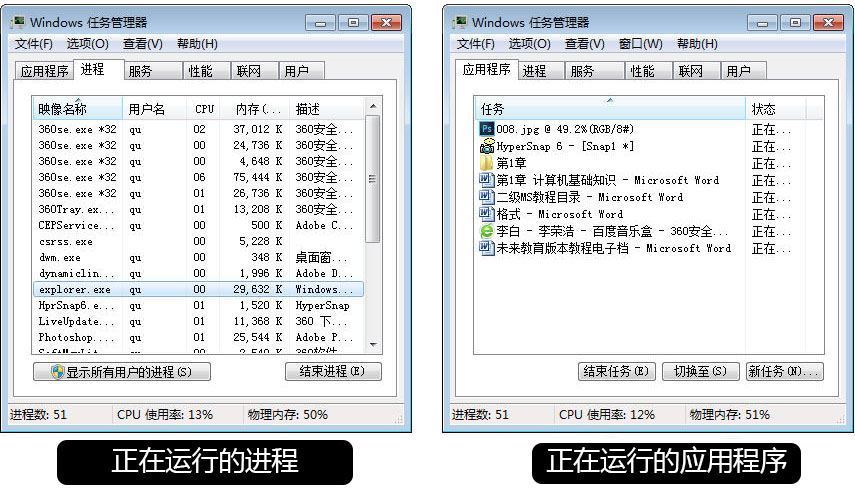 Windows 任务管理器
文件(F) 选项(O) 查看(V) 帮助(H)
应用程序 进程 服务 性能 联网 用户
映像名称 用户名 CPU 内存(... 描述
360se.exe *32 qu 02 37,012 K 360安全...
360se.exe *32 qu 00 24,736 K 360安全...
360se.exe *32 qu 00 4,648 K 360安全...
360se.exe *32 qu 06 75,444 K 360安全...
360se.exe *32 qu 01 26,736 K 360安全...
360Tray.ex... qu 01 13,208 K 360安全...
CEPService... qu 00 500 K Adobe C...
csrss.exe 00 5,228 K
dwm.exe qu 00 348 K 桌面窗...
dynamiclin... qu 00 1,996 K Adobe D...
explorer.exe qu 00 29,632 K Windows...
HprSnap6.e... qu 01 1,520 K HyperSnap
LiveUpdate... qu 01 11,368 K 360 下...
Photoshop.... qu 01 25,544 K Adobe P...
显示所有用户的进程(S) 结束进程(E)
进程数: 51 CPU 使用率: 13% 物理内存: 50%
正在运行的进程
Windows 任务管理器
文件(F) 选项(O) 查看(V) 窗口(W) 帮助(H)
应用程序 进程 服务 性能 联网 用户
任务 状态
Ps 008.jpg @ 49.2%(RGB/8#) 正在...
HyperSnap 6 - [Snap1 *] 正在...
第1章 正在...
第1章 计算机基础知识 - Microsoft Word 正在...
二级MS教程目录 - Microsoft Word 正在...
格式 - Microsoft Word 正在...
李白 - 李荣浩 - 百度音乐盒 - 360安全... 正在...
未来教育版本教程电子档 - Microsoft Word 正在...
结束任务(E) 切换至(S) 新任务(N)...
进程数: 51 CPU 使用率: 12% 物理内存: 51%
正在运行的应用程序